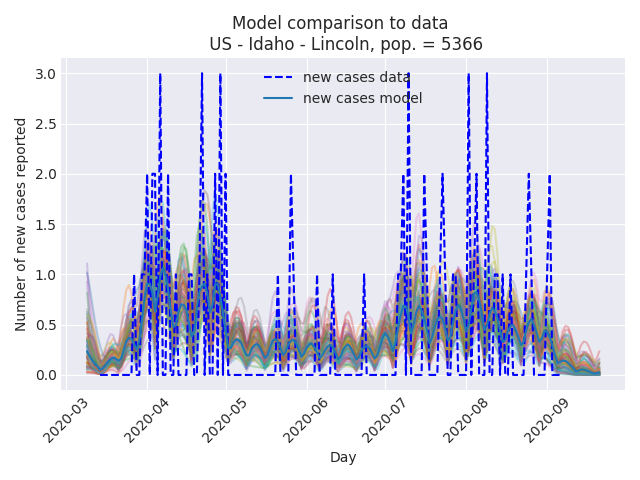 Model comparison to data
US - Idaho - Lincoln, pop. = 5366
new cases data
new cases model
Number of new cases reported
3.0
2.5
2.0
1.5
1.0
0.5
0.0
2020-03
2020-04
2020-05
2020-06
2020-07
2020-08
2020-09
Day